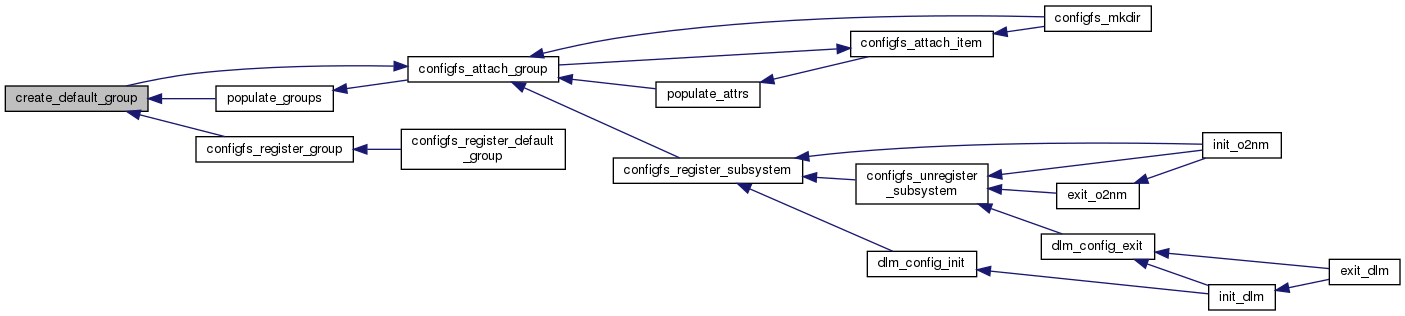 create_default_group
populate_groups
configfs_register_group
configfs_attach_group
configfs_register_default
_group
configfs_mkdir
configfs_attach_item
populate_attrs
configfs_register_subsystem
init_o2nm
configfs_unregister
_subsystem
exit_o2nm
dlm_config_exit
dlm_config_init
exit_dlm
init_dlm